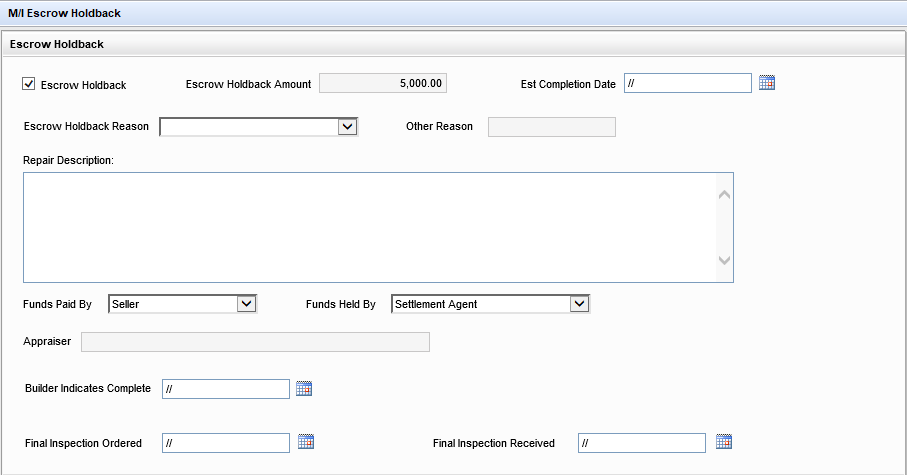 M/I Escrow Holdback
Escrow Holdback
Escrow Holdback Escrow Holdback Amount 5,000.00 Est Completion Date //
Escrow Holdback Reason Other Reason
Repair Description:
Funds Paid By Seller Funds Held By Settlement Agent
Appraiser
Builder Indicates Complete //
Final Inspection Ordered // Final Inspection Received //